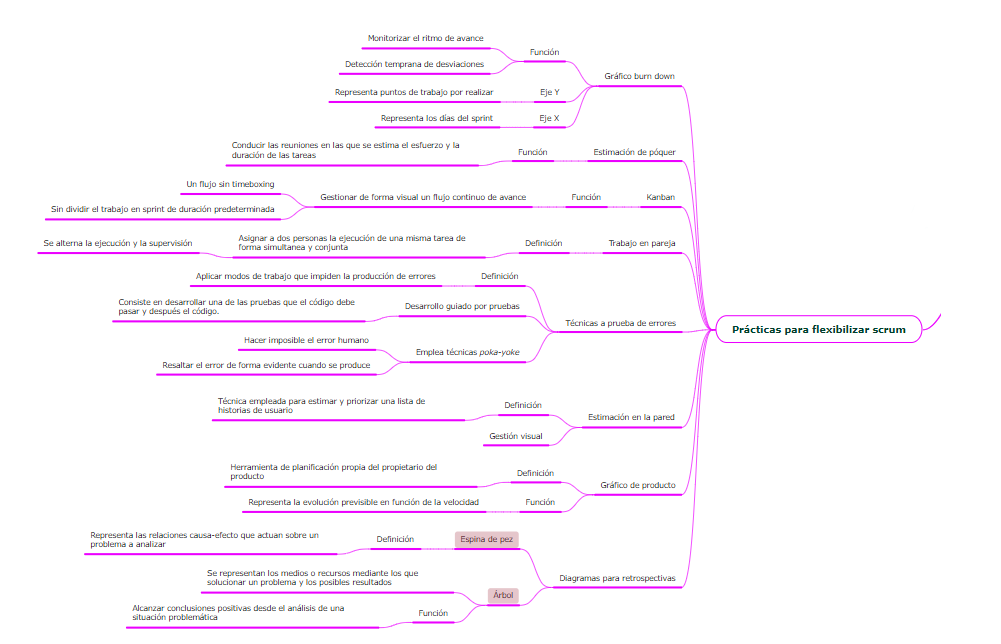 Prácticas para flexibilizar scrum
Gráfico burn down
Función
Monitorizar el ritmo de avance
Detección temprana de desviaciones
Eje Y
Representa puntos de trabajo por realizar
Eje X
Representa los días del sprint
Estimación de póquer
Función
Conducir las reuniones en las que se estima el esfuerzo y la
duración de las tareas
Kanban
Función
Gestionar de forma visual un flujo continuo de avance
Un flujo sin timeboxing
Sin dividir el trabajo en sprint de duración predeterminada
Trabajo en pareja
Definición
Asignar a dos personas la ejecución de una misma tarea de
forma simultanea y conjunta
Se alterna la ejecución y la supervisión
Técnicas a prueba de errores
Definición
Aplicar modos de trabajo que impiden la producción de errores
Desarrollo guiado por pruebas
Consiste en desarrollar una de las pruebas que el código debe
pasar y después el código.
Emplea técnicas poka-yoke
Hacer imposible el error humano
Resaltar el error de forma evidente cuando se produce
Estimación en la pared
Definición
Técnica empleada para estimar y priorizar una lista de
historias de usuario
Gestión visual
Gráfico de producto
Definición
Herramienta de planificación propia del propietario del
producto
Función
Representa la evolución previsible en función de la velocidad
Diagramas para retrospectivas
Espina de pez
Definición
Representa las relaciones causa-efecto que actuan sobre un
problema a analizar
Árbol
Se representan los medios o recursos mediante los que
solucionar un problema y los posibles resultados
Función
Alcanzar conclusiones positivas desde el análisis de una
situación problemática